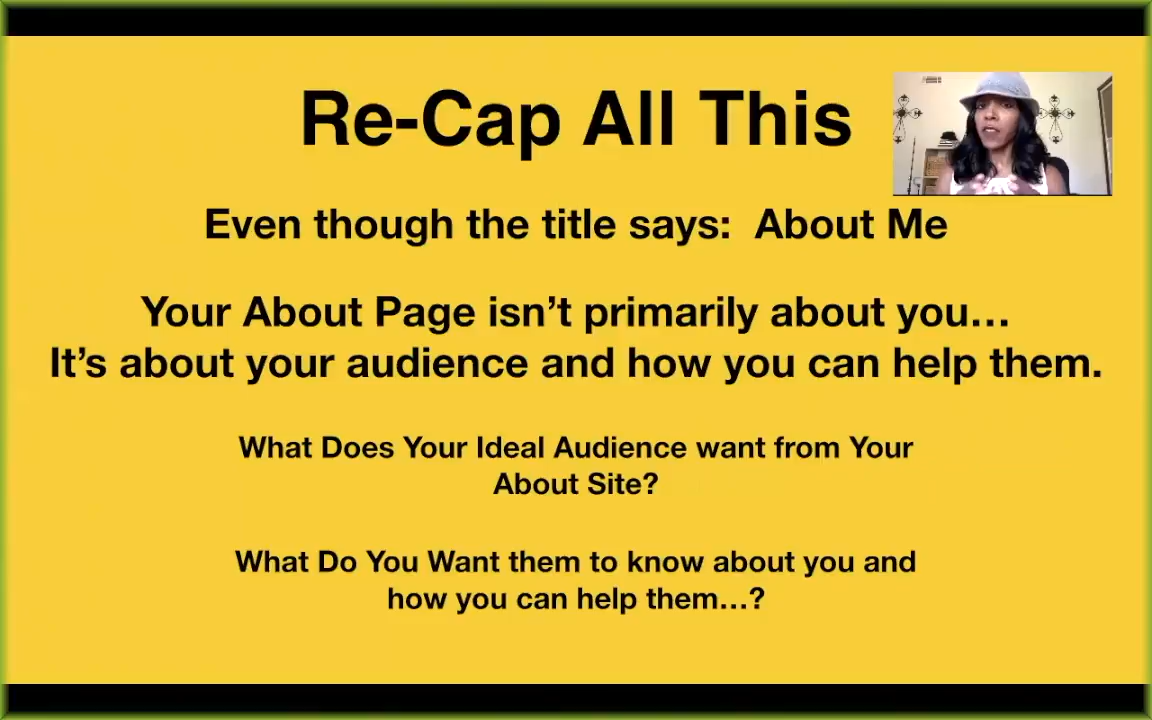 Re-Cap All This
Even though the title says:  About Me
Your About Page isn’t primarily about you…
It’s about your audience and how you can help them.
What Does Your Ideal Audience want from Your
About Site?
What Do You Want them to know about you and
how you can help them…?